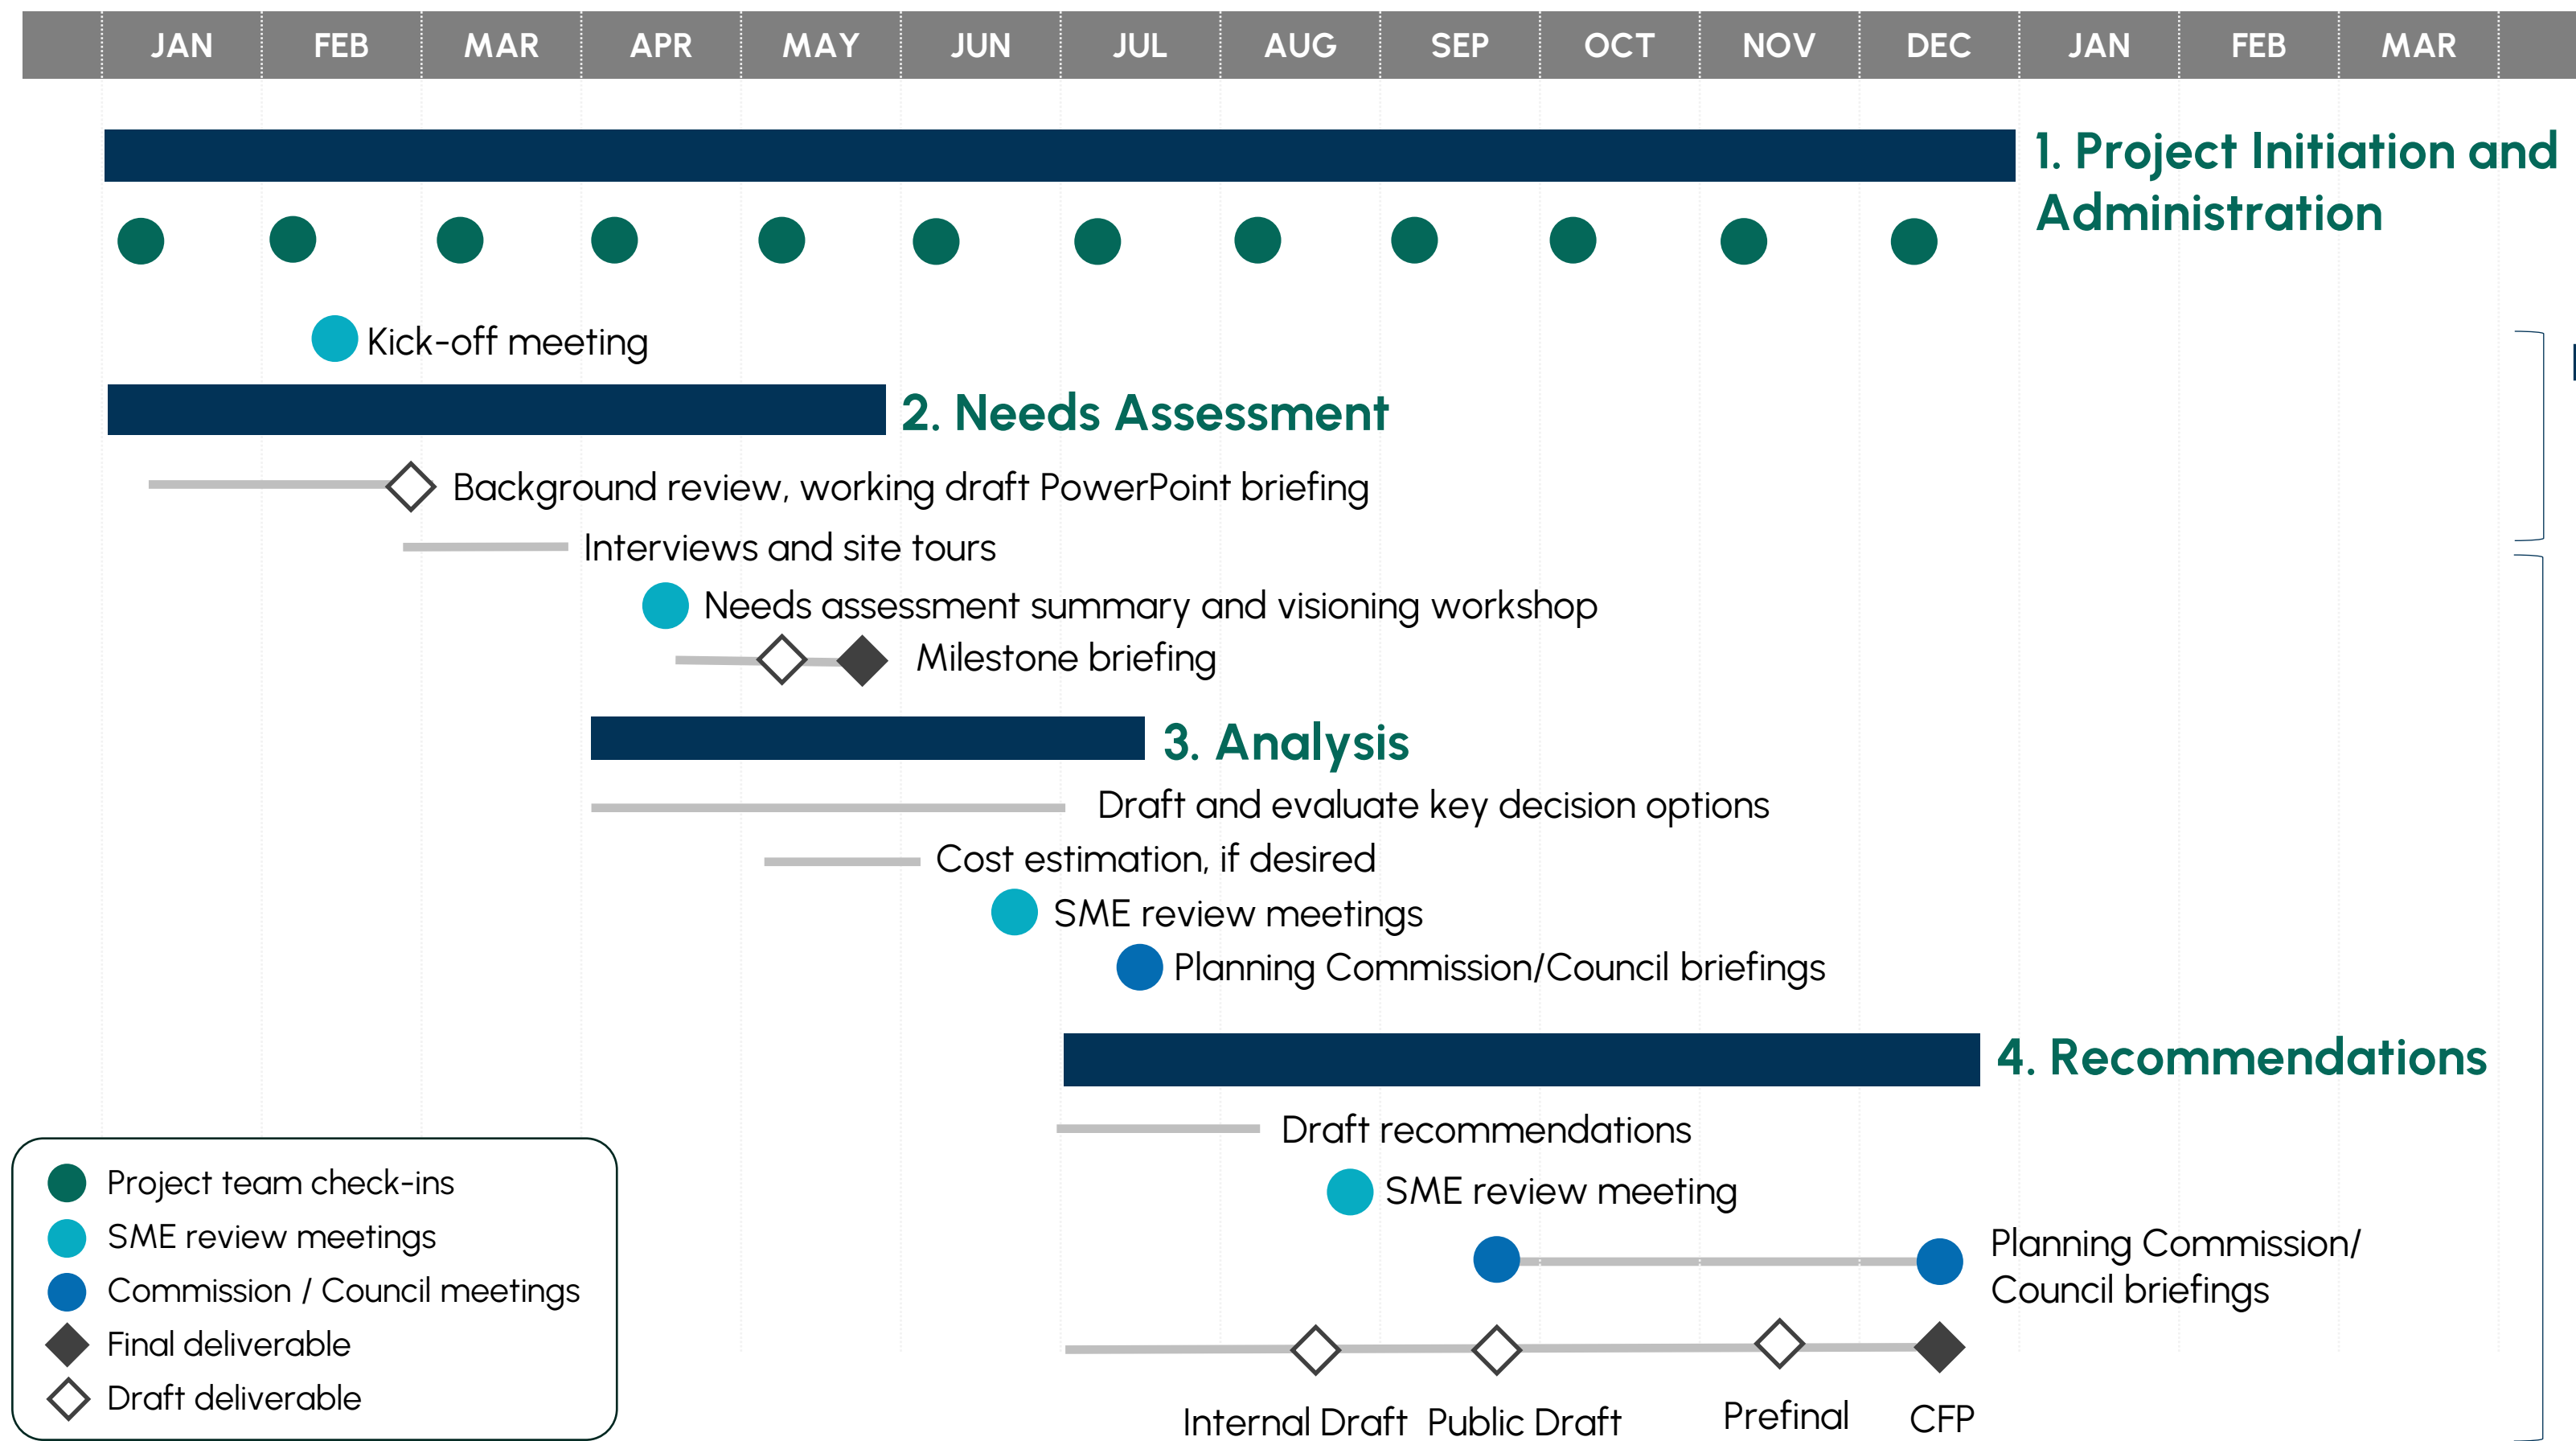 JAN FEB MAR APR MAY JUN JUL AUG SEP OCT NOV DEC JAN FEB MAR
1. Project Initiation and
Administration
Kick-off meeting
2. Needs Assessment
Background review, working draft PowerPoint briefing
Interviews and site tours
Needs assessment summary and visioning workshop
Milestone briefing
3. Analysis
Draft and evaluate key decision options
Cost estimation, if desired
SME review meetings
Planning Commission/Council briefings
4. Recommendations
Draft recommendations
SME review meeting
Planning Commission/
Council briefings
Internal Draft Public Draft Prefinal CFP
Project team check-ins
SME review meetings
Commission / Council meetings
Final deliverable
Draft deliverable